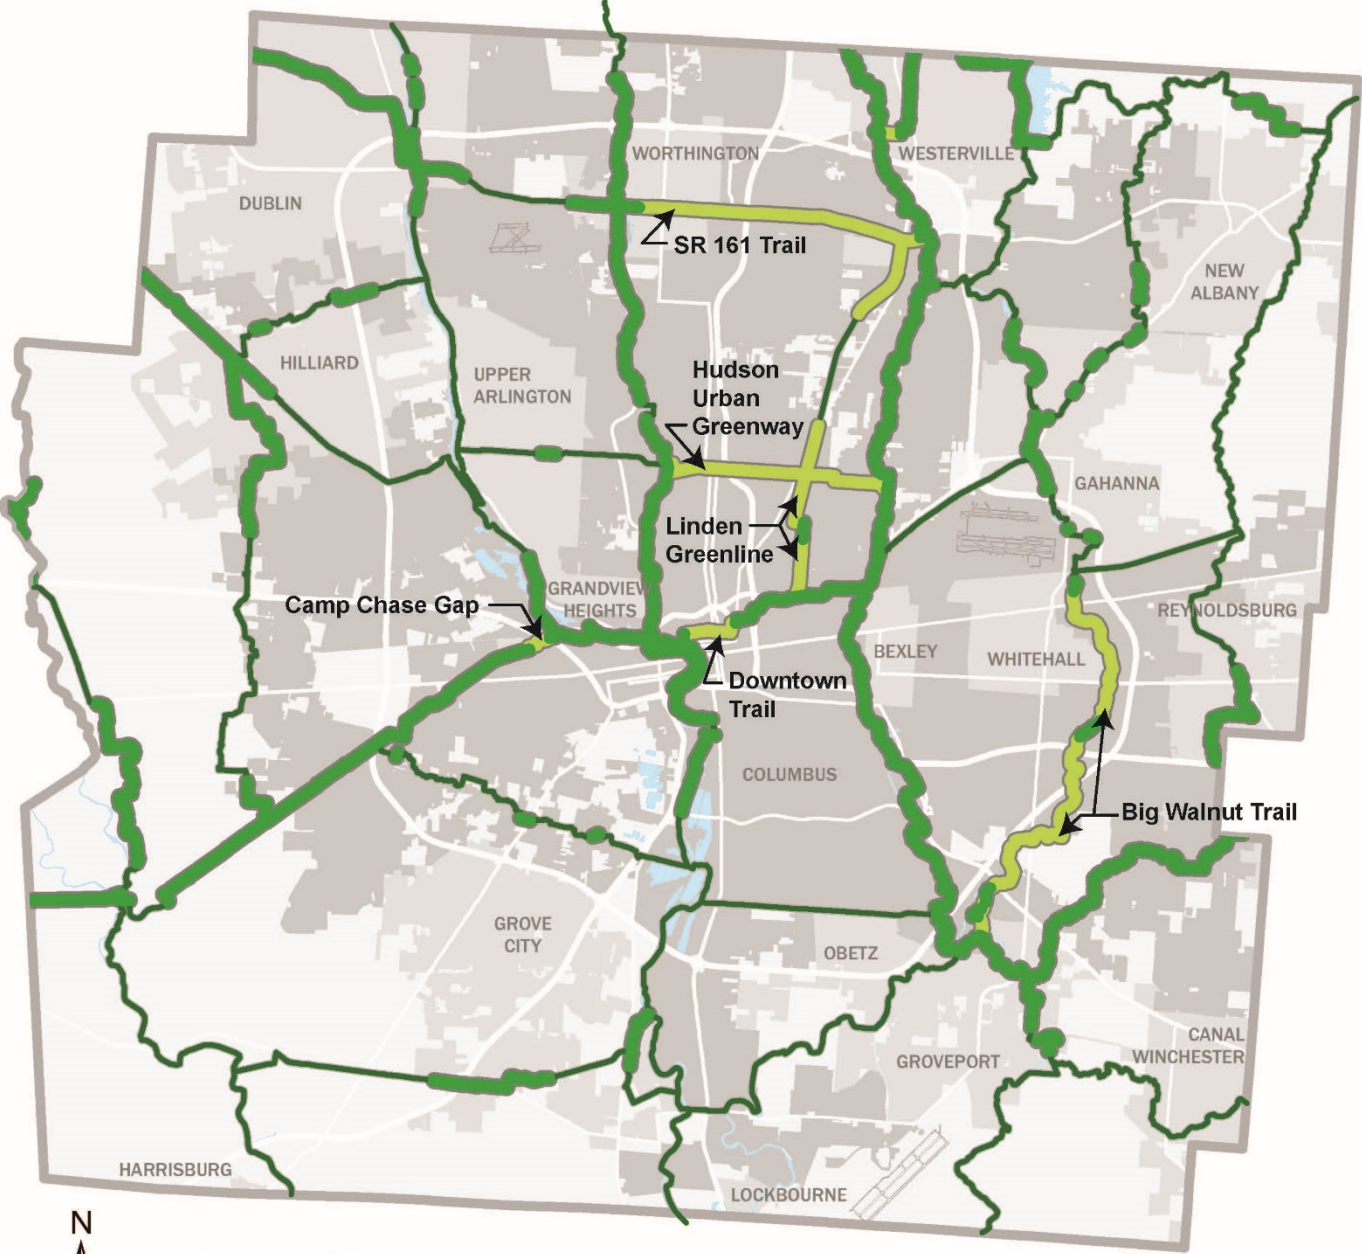 WORTHINGTON
WESTERVILLE
DUBLIN
SR 161 Trail
NEW
ALBANY
HILLIARD
UPPER
ARLINGTON
Hudson
Urban
Greenway
GAHANNA
Linden
Greenline
GRANDVIEW
HEIGHTS
Camp Chase Gap
REYNOLDSBURG
BEXLEY
WHITEHALL
Downtown
Trail
COLUMBUS
Big Walnut Trail
GROVE
CITY
OBETZ
CANAL
WINCHESTER
GROVEPORT
HARRISBURG
LOCKBOURNE
N